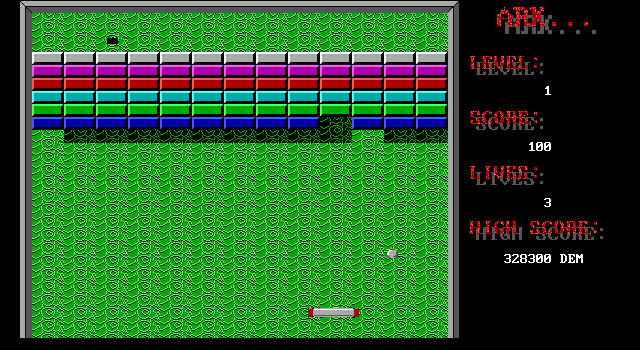 ARK...
LEVEL:
1
SCORE:
100
LIVES:
3
HIGH SCORE:
328300 DEM